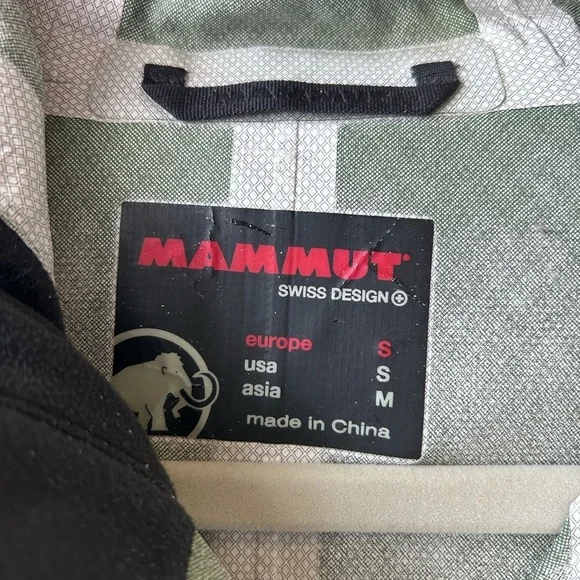 MAMMUT
SWISS DESIGN
europe S
usa S
asia M
made in China